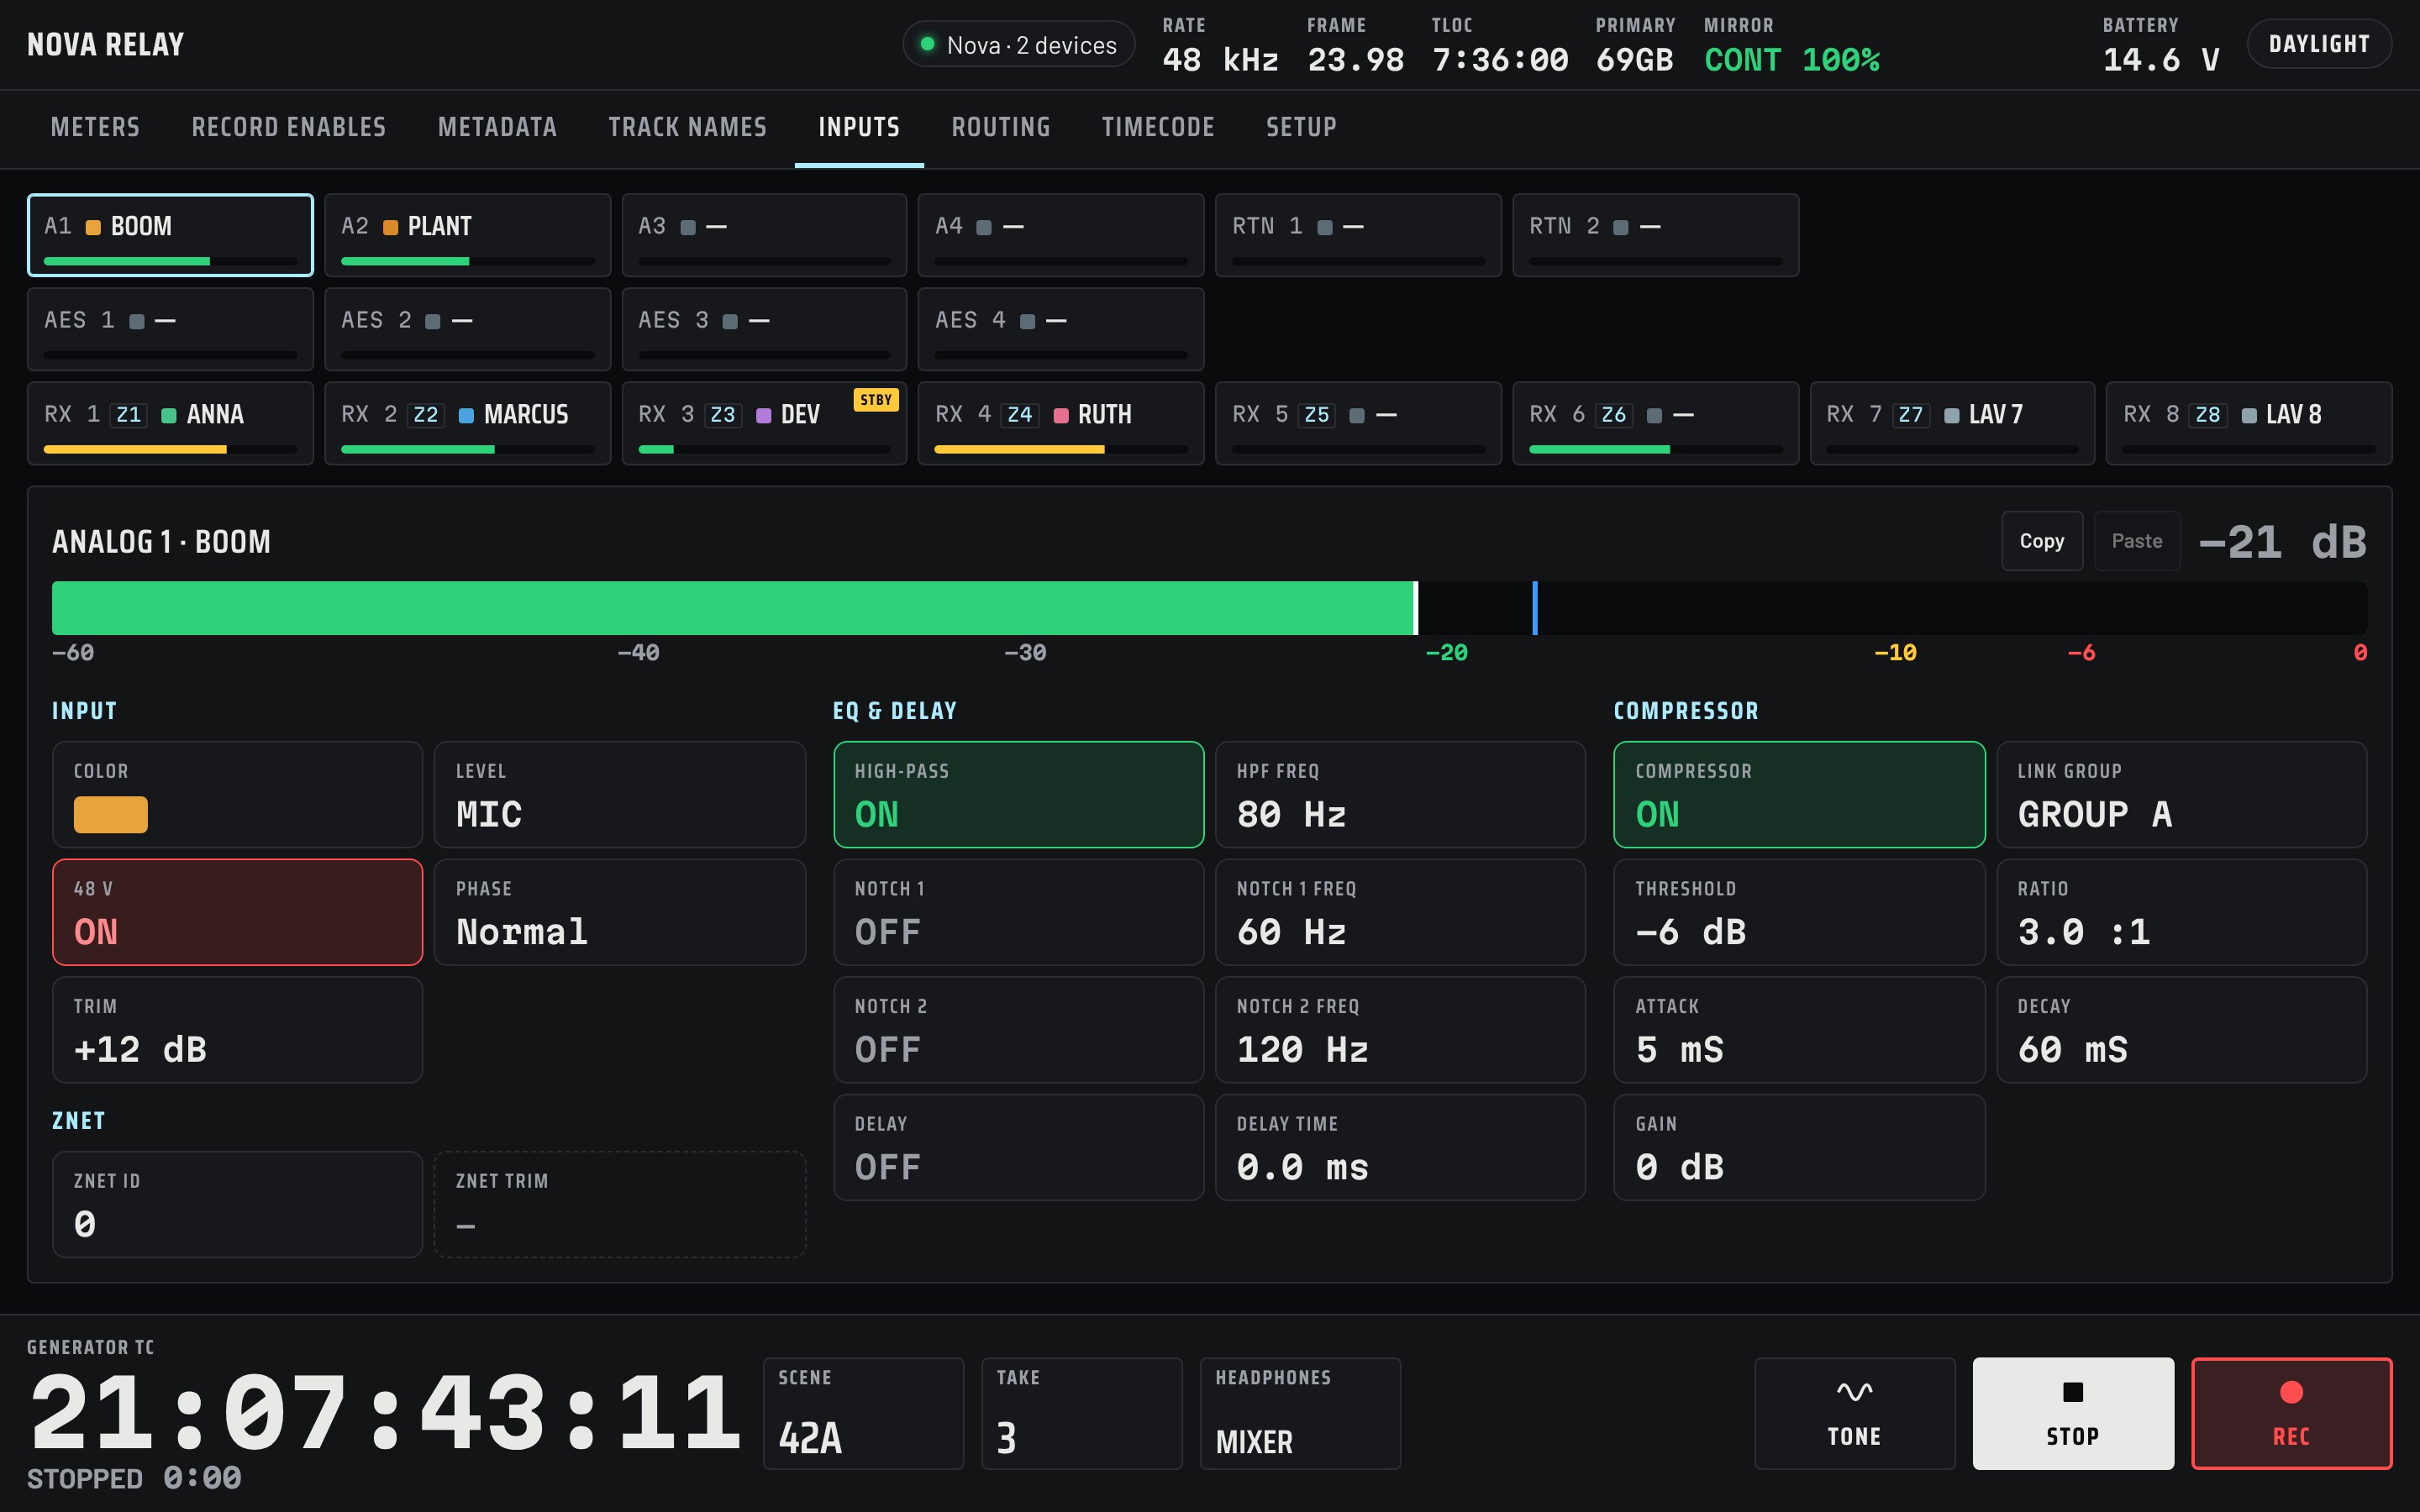 NOVA RELAY
Nova · 2 devices
RATE
48 kHz
FRAME
23.98
TLOC
7:36:00
PRIMARY
69GB
MIRROR
CONT 100%
BATTERY
14.6 V
DAYLIGHT
METERS RECORD ENABLES METADATA TRACK NAMES INPUTS ROUTING TIMECODE SETUP
A1 BOOM
A2 PLANT
A3 —
A4 —
RTN 1 —
RTN 2 —
AES 1 —
AES 2 —
AES 3 —
AES 4 —
RX 1 Z1 ANNA
RX 2 Z2 MARCUS
RX 3 Z3 DEV STBY
RX 4 Z4 RUTH
RX 5 Z5 —
RX 6 Z6 —
RX 7 Z7 LAV 7
RX 8 Z8 LAV 8
ANALOG 1 · BOOM
Copy
Paste
−21 dB
−60 −40 −30 −20 −10 −6 0
INPUT
COLOR
LEVEL
MIC
48 V
ON
PHASE
Normal
TRIM
+12 dB
ZNET
ZNET ID
0
ZNET TRIM
—
EQ & DELAY
HIGH-PASS
ON
HPF FREQ
80 Hz
NOTCH 1
OFF
NOTCH 1 FREQ
60 Hz
NOTCH 2
OFF
NOTCH 2 FREQ
120 Hz
DELAY
OFF
DELAY TIME
0.0 ms
COMPRESSOR
COMPRESSOR
ON
LINK GROUP
GROUP A
THRESHOLD
−6 dB
RATIO
3.0 :1
ATTACK
5 mS
DECAY
60 mS
GAIN
0 dB
GENERATOR TC
21:07:43:11
STOPPED 0:00
SCENE
42A
TAKE
3
HEADPHONES
MIXER
TONE
STOP
REC